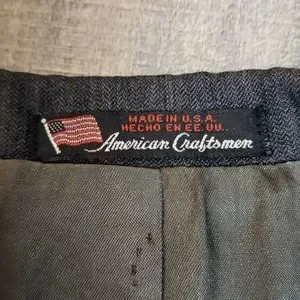 MADE IN U.S.A.
HECHO EN EE.UU..
American Craftsmen